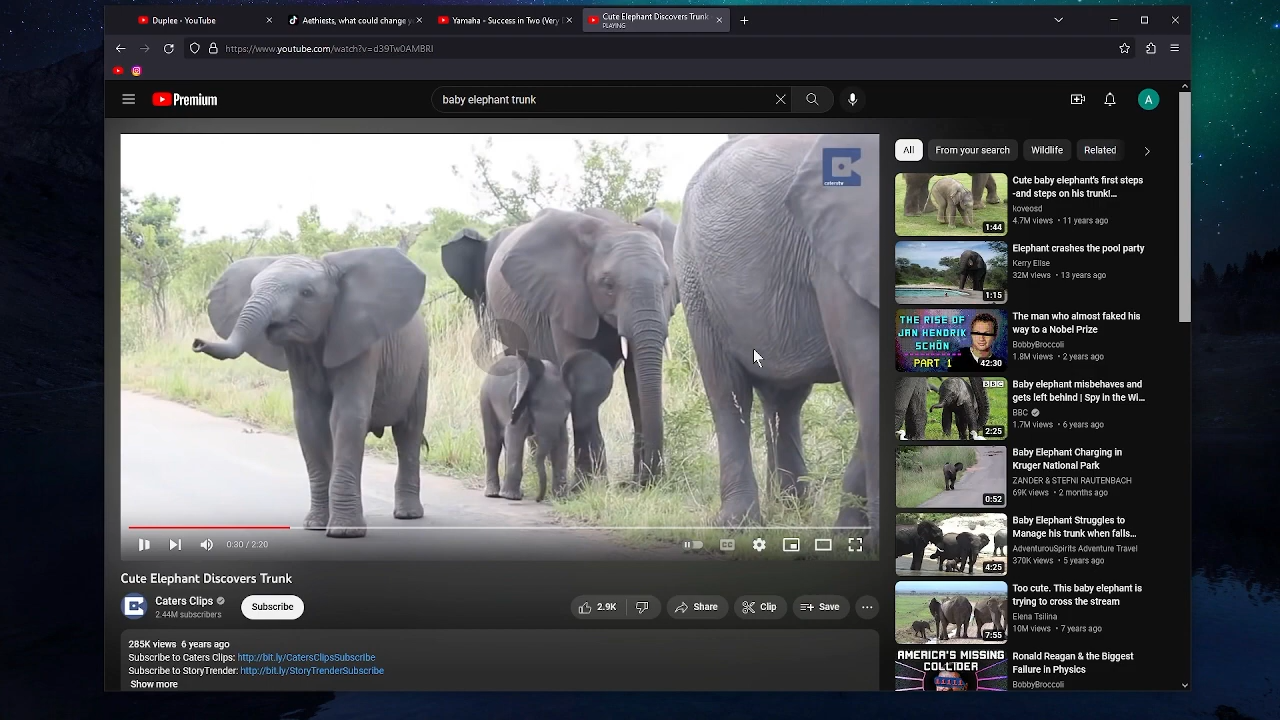 Duplee - YouTube
Aethiests, what could change y
Yamaha - Success in Two (Very
Cute Elephant Discovers Trunk
PLAYING
https://www.youtube.com/watch?v=d39Tw0AMBRI
Premium
baby elephant trunk
A
caters tv
0:30 / 2:20
CC
Cute Elephant Discovers Trunk
Caters Clips
2.44M subscribers
Subscribe
2.9K
Share
Clip
Save
285K views 6 years ago
Subscribe to Caters Clips: http://bit.ly/CatersClipsSubscribe
Subscribe to StoryTrender: http://bit.ly/StoryTrenderSubscribe
Show more
All
From your search
Wildlife
Related
Cute baby elephant's first steps
-and steps on his trunk!...
koveosd
4.7M views • 11 years ago
1:44
Elephant crashes the pool party
Kerry Else
32M views • 13 years ago
1:15
THE RISE OF
JAN HENDRIK
SCHÖN
PART 1
42:30
The man who almost faked his
way to a Nobel Prize
BobbyBroccoli
1.8M views • 2 years ago
BBC
2:25
Baby elephant misbehaves and
gets left behind | Spy in the Wi...
BBC
1.7M views • 6 years ago
0:52
Baby Elephant Charging in
Kruger National Park
ZANDER & STEFNI RAUTENBACH
69K views • 2 months ago
4:25
Baby Elephant Struggles to
Manage his trunk when falls...
AdventurouSpirits Adventure Travel
370K views • 5 years ago
7:55
Too cute. This baby elephant is
trying to cross the stream
Elena Tsilina
10M views • 7 years ago
AMERICA'S MISSING
COLLIDER
Ronald Reagan & the Biggest
Failure in Physics
BobbyBroccoli